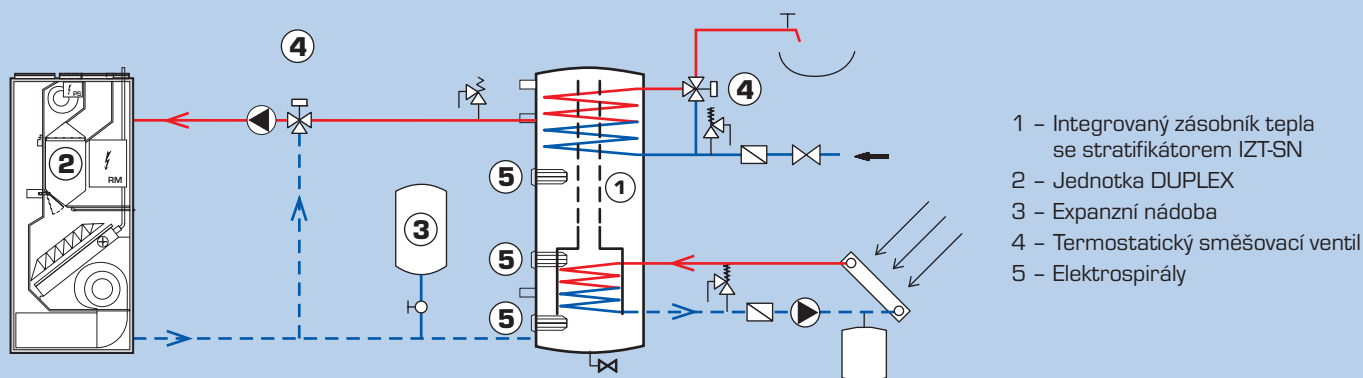 4
PS
2
RM
3
5
5
5
1
4
1 – Integrovaný zásobník tepla
se stratifikátorem IZT-SN
2 – Jednotka DUPLEX
3 – Expanzní nádoba
4 – Termostatický směšovací ventil
5 – Elektrospirály